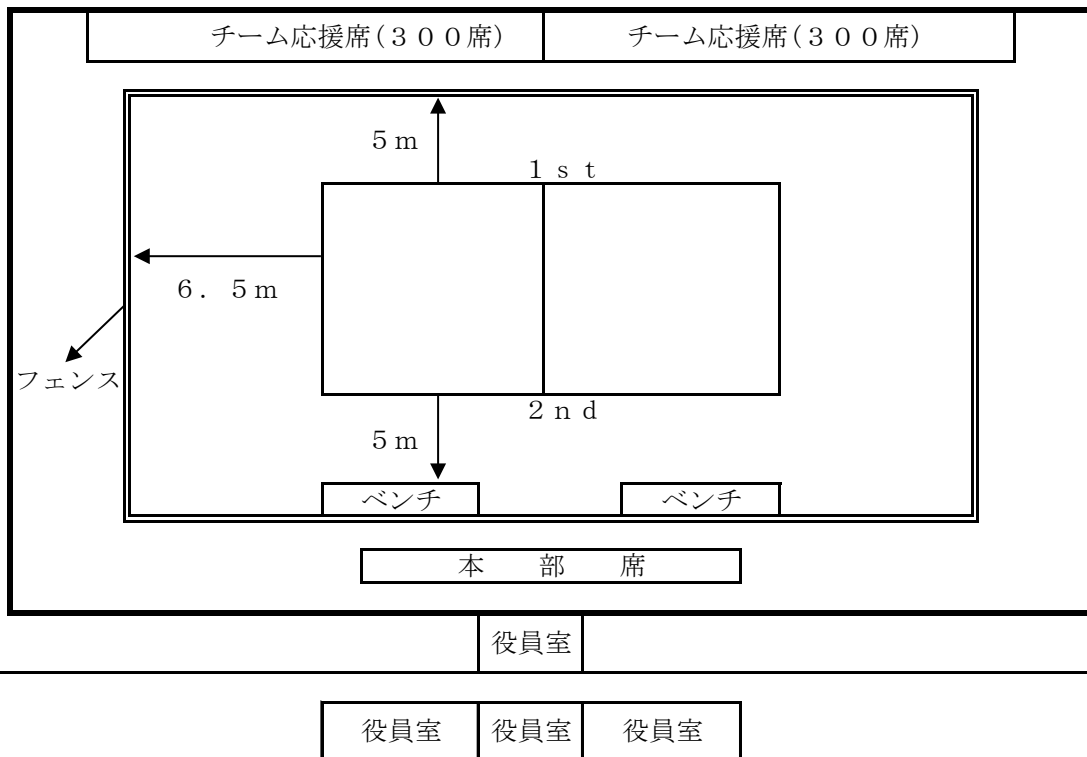 チーム応援席(３００席)
チーム応援席(３００席)
５ｍ
１ｓｔ
６．５ｍ
フェンス
２ｎｄ
５ｍ
ベンチ
ベンチ
本　部　席
役員室
役員室
役員室
役員室